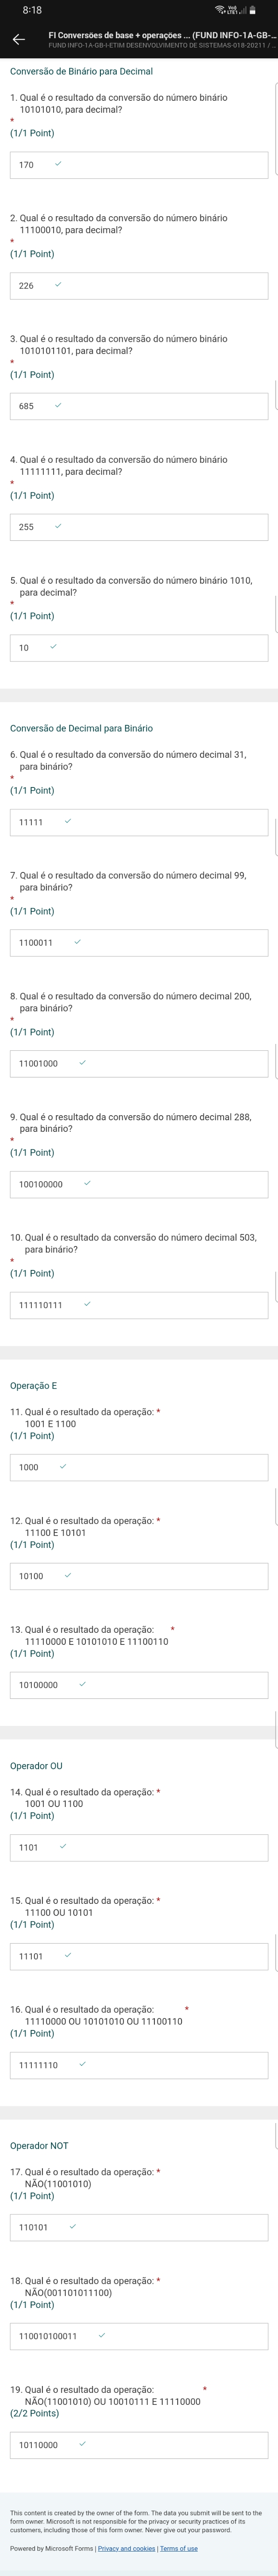 8:18
FI Conversões de base + operações ... (FUND INFO-1A-GB-...
FUND INFO-1A-GB-I-ETIM DESENVOLVIMENTO DE SISTEMAS-018-20211 / ...
Conversão de Binário para Decimal
1. Qual é o resultado da conversão do número binário
10101010, para decimal?
*
(1/1 Point)
170
2. Qual é o resultado da conversão do número binário
11100010, para decimal?
*
(1/1 Point)
226
3. Qual é o resultado da conversão do número binário
1010101101, para decimal?
*
(1/1 Point)
685
4. Qual é o resultado da conversão do número binário
11111111, para decimal?
*
(1/1 Point)
255
5. Qual é o resultado da conversão do número binário 1010,
para decimal?
*
(1/1 Point)
10
Conversão de Decimal para Binário
6. Qual é o resultado da conversão do número decimal 31,
para binário?
*
(1/1 Point)
11111
7. Qual é o resultado da conversão do número decimal 99,
para binário?
*
(1/1 Point)
1100011
8. Qual é o resultado da conversão do número decimal 200,
para binário?
*
(1/1 Point)
11001000
9. Qual é o resultado da conversão do número decimal 288,
para binário?
*
(1/1 Point)
100100000
10. Qual é o resultado da conversão do número decimal 503,
para binário?
*
(1/1 Point)
111110111
Operação E
11. Qual é o resultado da operação: *
1001 E 1100
(1/1 Point)
1000
12. Qual é o resultado da operação: *
11100 E 10101
(1/1 Point)
10100
13. Qual é o resultado da operação: *
11110000 E 10101010 E 11100110
(1/1 Point)
10100000
Operador OU
14. Qual é o resultado da operação: *
1001 OU 1100
(1/1 Point)
1101
15. Qual é o resultado da operação: *
11100 OU 10101
(1/1 Point)
11101
16. Qual é o resultado da operação: *
11110000 OU 10101010 OU 11100110
(1/1 Point)
11111110
Operador NOT
17. Qual é o resultado da operação: *
NÃO(11001010)
(1/1 Point)
110101
18. Qual é o resultado da operação: *
NÃO(001101011100)
(1/1 Point)
110010100011
19. Qual é o resultado da operação: *
NÃO(11001010) OU 10010111 E 11110000
(2/2 Points)
10110000
This content is created by the owner of the form. The data you submit will be sent to the
form owner. Microsoft is not responsible for the privacy or security practices of its
customers, including those of this form owner. Never give out your password.
Powered by Microsoft Forms | Privacy and cookies | Terms of use